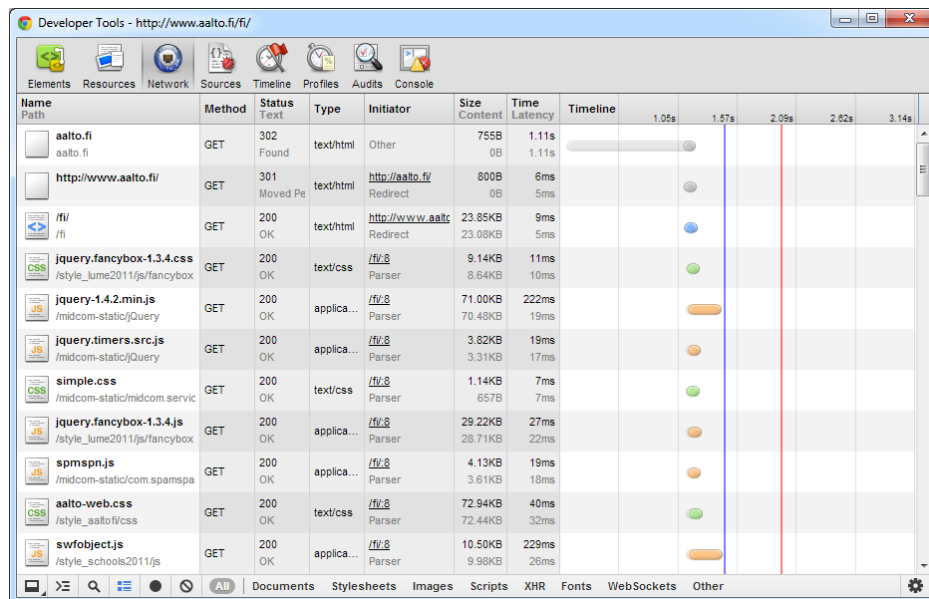 Developer Tools - http://www.aalto.fi/fi/
Elements Resources Network Sources Timeline Profiles Audits Console
Name Method Status Type Initiator Size Time Timeline
Path Text Content Latency 1.05s 1.57s 2.09s 2.62s 3.14s
aalto.fi GET 302 text/html Other 755B 1.11s
aalto.fi Found 0B 1.11s
http://www.aalto.fi/ GET 301 text/html http://aalto.fi/ 800B 6ms
Moved Pe Redirect 0B 5ms
/fi/ GET 200 text/html http://www.aalto 23.85KB 9ms
/fi OK Redirect 23.08KB 5ms
jquery.fancybox-1.3.4.css GET 200 text/css /fi/:8 9.14KB 11ms
/style_lume2011/js/fancybox OK Parser 8.64KB 10ms
jquery-1.4.2.min.js GET 200 applica... /fi/:8 71.00KB 222ms
/midcom-static/jQuery OK Parser 70.48KB 19ms
jquery.timers.src.js GET 200 applica... /fi/:8 3.82KB 19ms
/midcom-static/jQuery OK Parser 3.31KB 17ms
simple.css GET 200 text/css /fi/:8 1.14KB 7ms
/midcom-static/midcom.servic OK Parser 657B 7ms
jquery.fancybox-1.3.4.js GET 200 applica... /fi/:8 29.22KB 27ms
/style_lume2011/js/fancybox OK Parser 28.71KB 22ms
spmspn.js GET 200 applica... /fi/:8 4.13KB 19ms
/midcom-static/com.spamspa OK Parser 3.61KB 18ms
aalto-web.css GET 200 text/css /fi/:8 72.94KB 40ms
/style_aaltofi/css OK Parser 72.44KB 32ms
swfobject.js GET 200 applica... /fi/:8 10.50KB 229ms
/style_schools2011/js OK Parser 9.98KB 26ms
All Documents Stylesheets Images Scripts XHR Fonts WebSockets Other